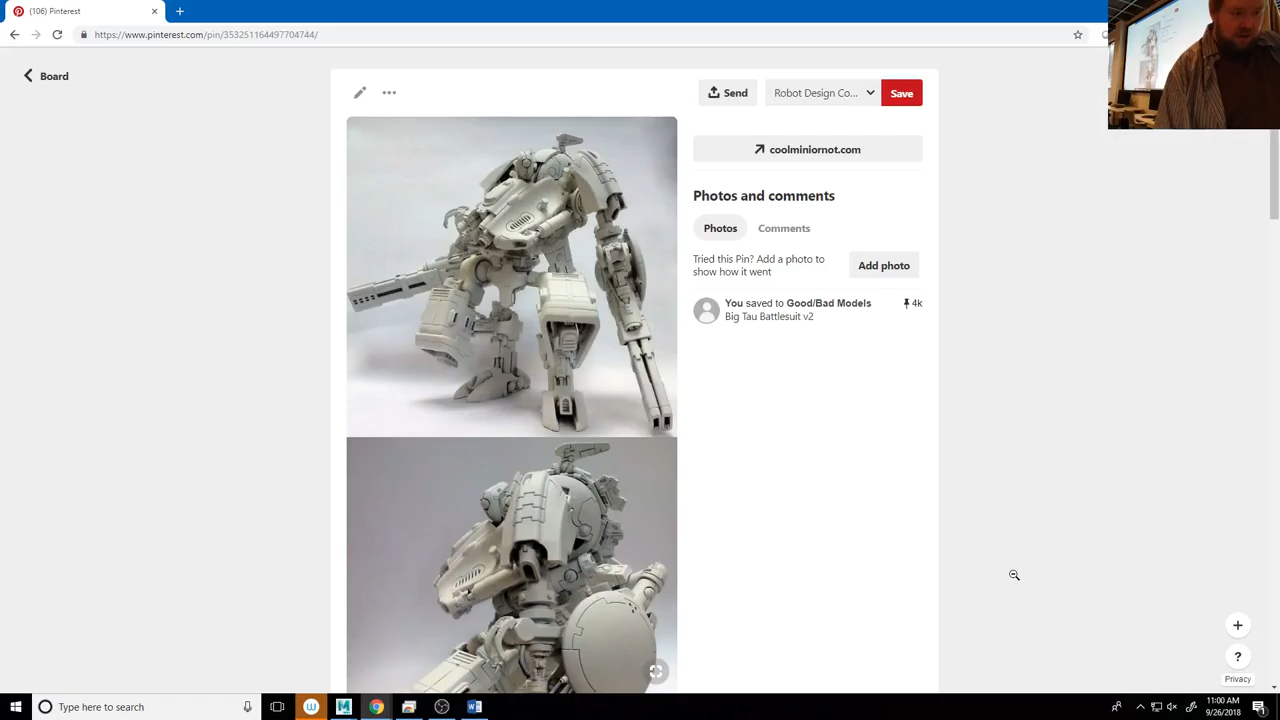 (106) Pinterest
https://www.pinterest.com/pin/353251164497704744/
Board
Send
Robot Design Co...
Save
coolminiornot.com
Photos and comments
Photos
Comments
Tried this Pin? Add a photo to
show how it went
Add photo
You saved to Good/Bad Models
4k
Big Tau Battlesuit v2
Privacy
Type here to search
11:00 AM
9/26/2018